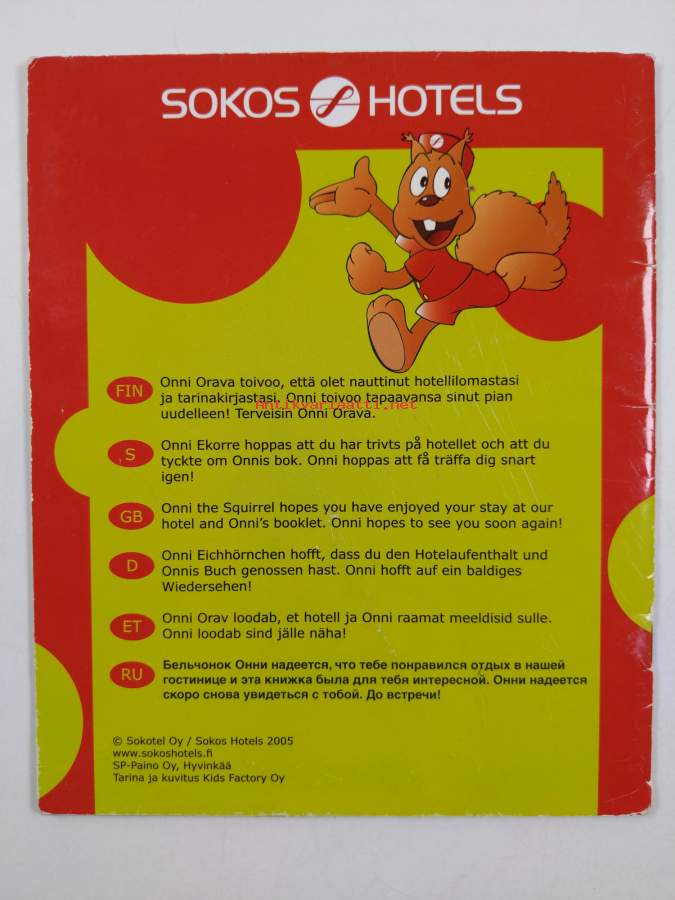 SOKOS HOTELS
FIN
Onni Orava toivoo, että olet nauttinut hotellilomastasi
ja tarinakirjastasi. Onni toivoo tapaavansa sinut pian
Antikvariaatti.net
uudelleen! Terveisin Onni Orava.
S
Onni Ekorre hoppas att du har trivts på hotellet och att du
tyckte om Onnis bok. Onni hoppas att få träffa dig snart
igen!
GB
Onni the Squirrel hopes you have enjoyed your stay at our
hotel and Onni's booklet. Onni hopes to see you soon again!
D
Onni Eichhörnchen hofft, dass du den Hotelaufenthalt und
Onnis Buch genossen hast. Onni hofft auf ein baldiges
Wiedersehen!
ET
Onni Orav loodab, et hotell ja Onni raamat meeldisid sulle.
Onni loodab sind jälle näha!
RU
Бельчонок Онни надеется, что тебе понравился отдых в нашей
гостинице и эта книжка была для тебя интересной. Онни надеется
скоро снова увидеться с тобой. До встречи!
© Sokotel Oy / Sokos Hotels 2005
www.sokoshotels.fi
SP-Paino Oy, Hyvinkää
Tarina ja kuvitus Kids Factory Oy